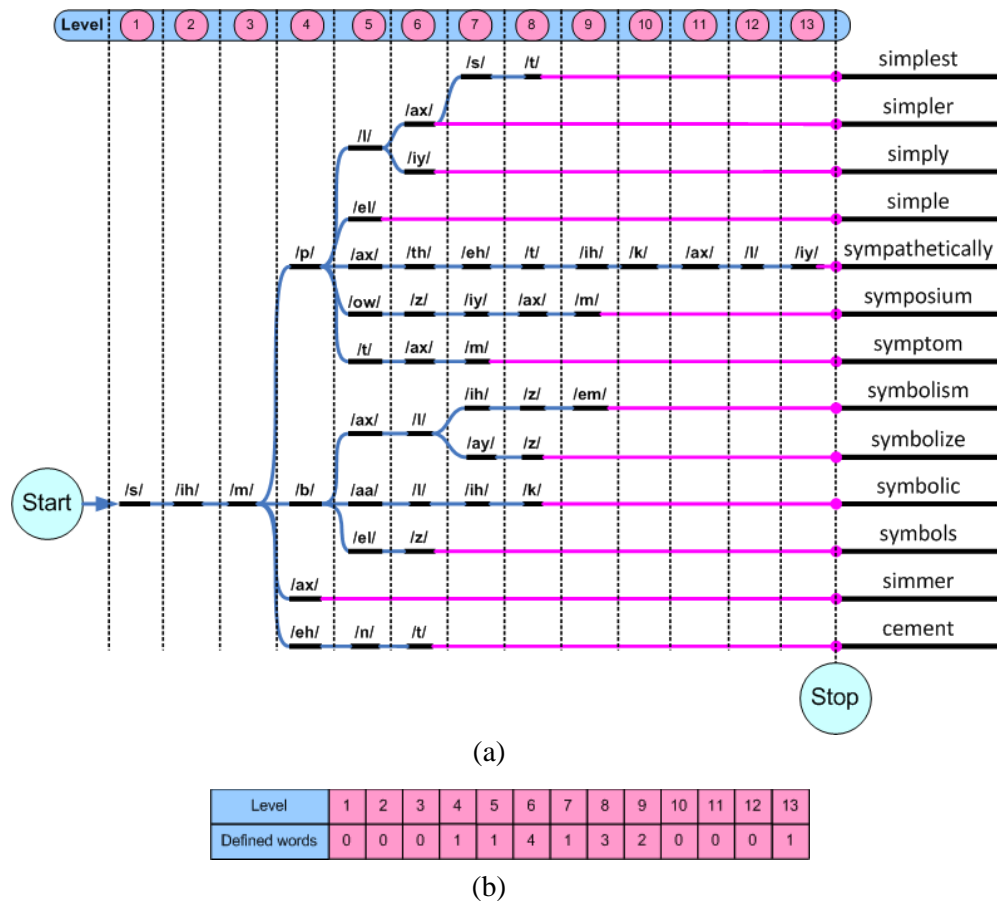 Level 1 2 3 4 5 6 7 8 9 10 11 12 13
/s/ /t/ simplest
/ax/ simpler
/l/ /iy/ simply
/el/ simple
/p/ /ax/ /th/ /eh/ /t/ /ih/ /k/ /ax/ /l/ /iy/ sympathetically
/ow/ /z/ /iy/ /ax/ /m/ symposium
/t/ /ax/ /m/ symptom
/ih/ /z/ /em/ symbolism
/ax/ /l/ /ay/ /z/ symbolize
Start /s/ /ih/ /m/ /b/ /aa/ /l/ /ih/ /k/ symbolic
/el/ /z/ symbols
/ax/ simmer
/eh/ /n/ /t/ cement
Stop
(a)
Level 1 2 3 4 5 6 7 8 9 10 11 12 13
Defined words 0 0 0 1 1 4 1 3 2 0 0 0 1
(b)